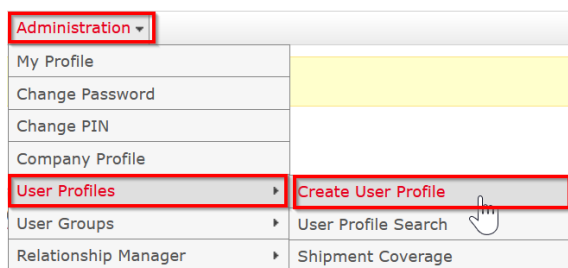 Administration
My Profile
Change Password
Change PIN
Company Profile
User Profiles
Create User Profile
User Groups
User Profile Search
Relationship Manager
Shipment Coverage